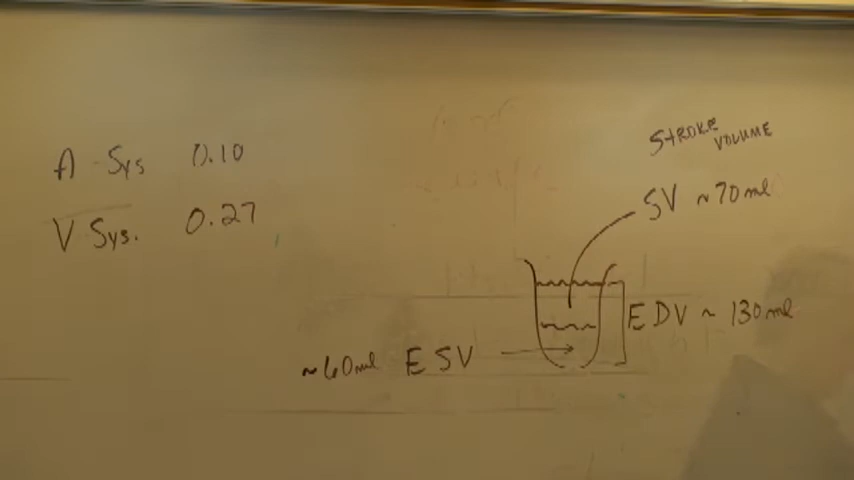 A Sys 0.10
V Sys. 0.27
STROKE
VOLUME
SV ~70ml
EDV ~ 130ml
~60ml ESV